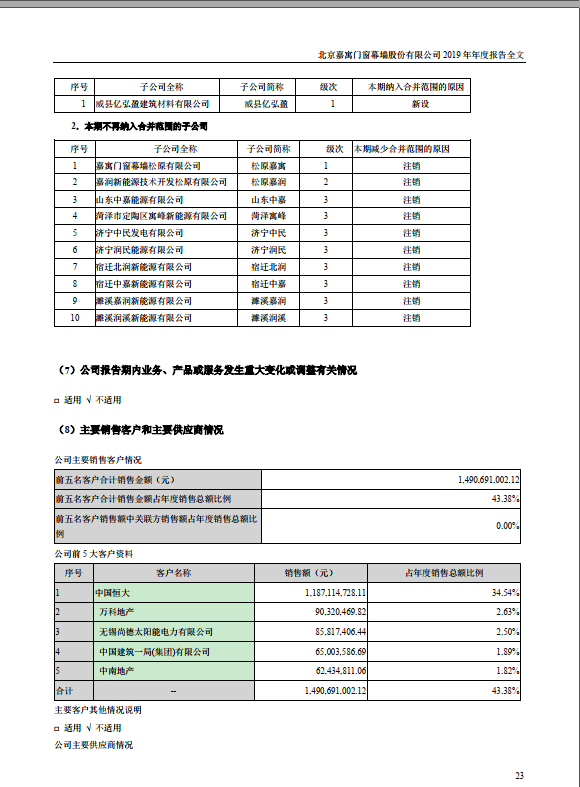 北京嘉寓门窗幕墙股份有限公司 2019 年年度报告全文
序号 子公司全称 子公司简称 级次 本期纳入合并范围的原因
1 威县亿弘盈建筑材料有限公司 威县亿弘盈 1 新设
2. 本期不再纳入合并范围的子公司
序号 子公司全称 子公司简称 级次 本期减少合并范围的原因
1 嘉寓门窗幕墙松原有限公司 松原嘉寓 1 注销
2 嘉润新能源技术开发松原有限公司 松原嘉润 2 注销
3 山东中嘉能源有限公司 山东中嘉 3 注销
4 菏泽市定陶区寓峰新能源有限公司 菏泽寓峰 3 注销
5 济宁中民发电有限公司 济宁中民 3 注销
6 济宁润民能源有限公司 济宁润民 3 注销
7 宿迁北润新能源有限公司 宿迁北润 3 注销
8 宿迁中嘉新能源有限公司 宿迁中嘉 3 注销
9 濉溪嘉润新能源有限公司 濉溪嘉润 3 注销
10 濉溪润溪新能源有限公司 濉溪润溪 3 注销
（7）公司报告期内业务、产品或服务发生重大变化或调整有关情况
□ 适用 √ 不适用
（8）主要销售客户和主要供应商情况
公司主要销售客户情况
前五名客户合计销售金额（元） 1,490,691,002.12
前五名客户合计销售金额占年度销售总额比例 43.38%
前五名客户销售额中关联方销售额占年度销售总额比
例 0.00%
公司前 5 大客户资料
序号 客户名称 销售额（元） 占年度销售总额比例
1 中国恒大 1,187,114,728.11 34.54%
2 万科地产 90,320,469.82 2.63%
3 无锡尚德太阳能电力有限公司 85,817,406.44 2.50%
4 中国建筑一局(集团)有限公司 65,003,586.69 1.89%
5 中南地产 62,434,811.06 1.82%
合计 -- 1,490,691,002.12 43.38%
主要客户其他情况说明
□ 适用 √ 不适用
公司主要供应商情况
23